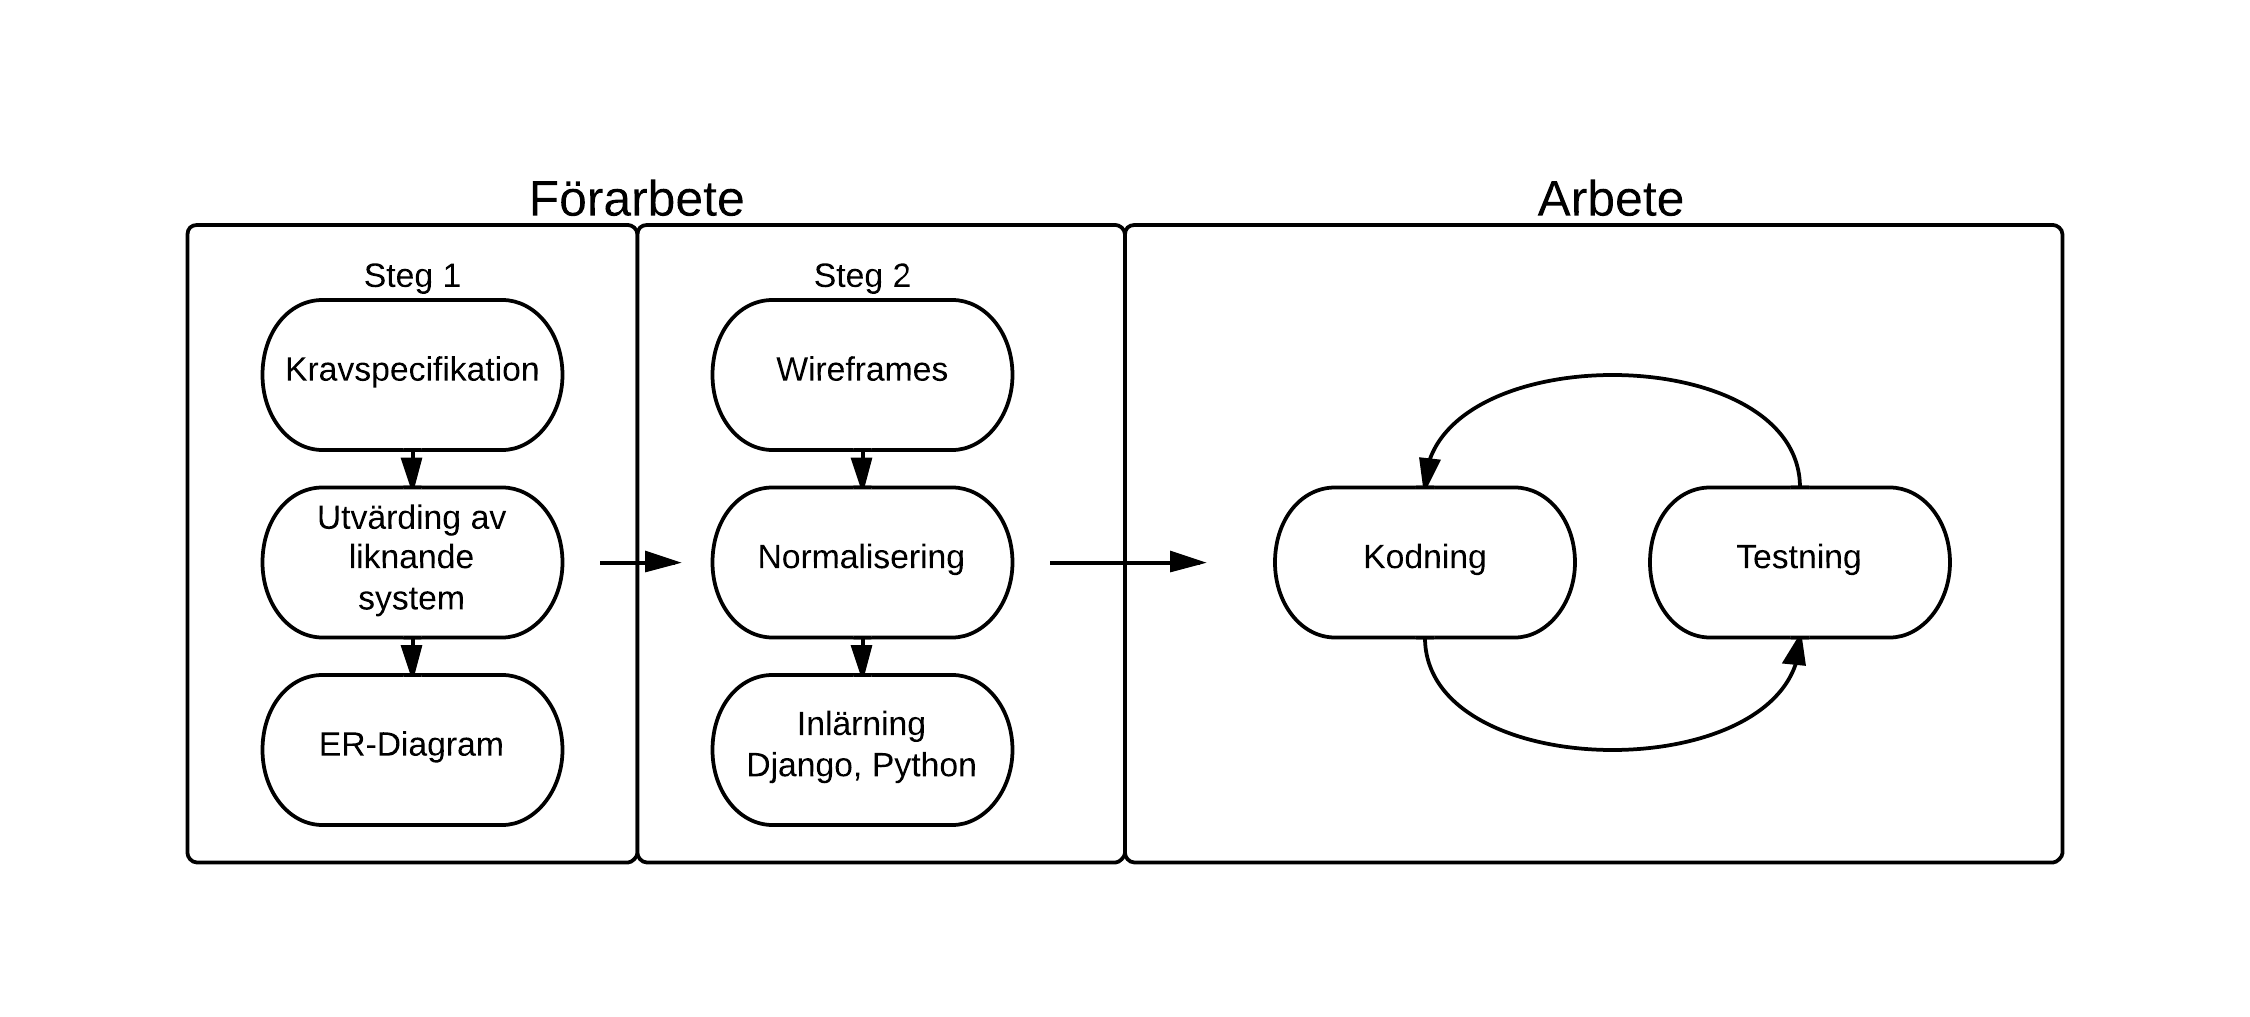 Förarbete
Arbete
Steg 1
Kravspecifikation
Utvärding av
liknande
system
ER-Diagram
Steg 2
Wireframes
Normalisering
Inlärning
Django, Python
Kodning
Testning